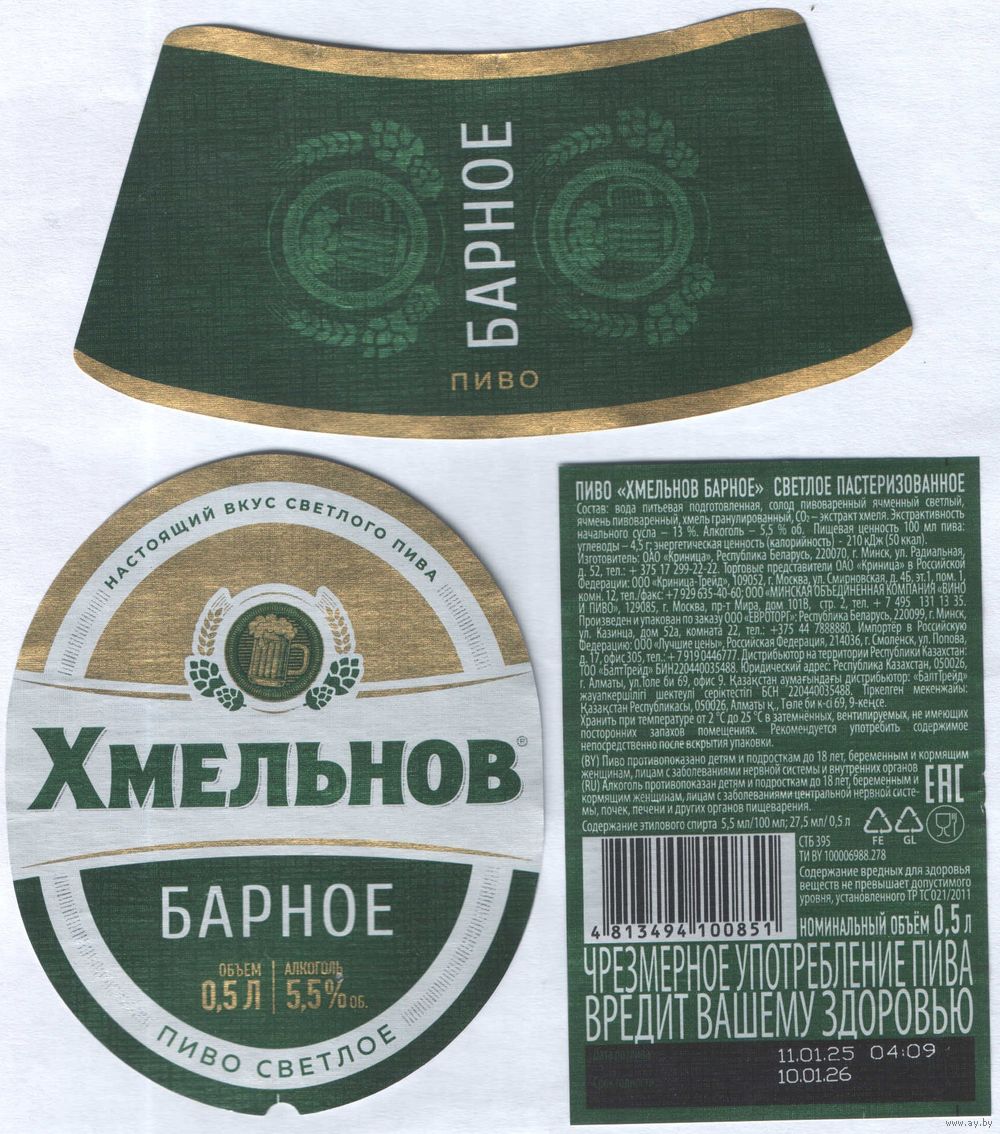 БАРНОЕ
ПИВО
НАСТОЯЩИЙ ВКУС СВЕТЛОГО ПИВА
ХМЕЛЬНОВ®
БАРНОЕ
ОБЪЕМ
0,5 Л
АЛКОГОЛЬ
5,5% ОБ.
ПИВО СВЕТЛОЕ
ПИВО «ХМЕЛЬНОВ БАРНОЕ» СВЕТЛОЕ ПАСТЕРИЗОВАННОЕ
Состав: вода питьевая подготовленная, солод пивоваренный ячменный светлый,
ячмень пивоваренный, хмель гранулированный, CO₂ – экстракт хмеля. Экстрактивность
начального сусла – 13 %. Алкоголь – 5,5 % об. Пищевая ценность 100 мл пива:
углеводы – 4,5 г; энергетическая ценность (калорийность) - 210 кДж (50 ккал).
Изготовитель: ОАО «Криница», Республика Беларусь, 220070, г. Минск, ул. Радиальная,
д. 52, тел.: + 375 17 299-22-22. Торговые представители ОАО «Криница» в Российской
Федерации: ООО «Криница-Трейд», 109052, г. Москва, ул. Смирновская, д. 4Б, эт.1, пом. 1,
комн. 12, тел./факс: +7 929 635-40-60; ООО «МИНСКАЯ ОБЪЕДИНЕННАЯ КОМПАНИЯ «ВИНО
И ПИВО», 129085, г. Москва, пр-т Мира, дом 101В, стр. 2, тел. + 7 495 131 13 35.
Произведен и упакован по заказу ООО «ЕВРОТОРГ»: Республика Беларусь, 220099, г. Минск,
ул. Казинца, дом 52а, комната 22, тел.: +375 44 7888880. Импортёр в Российскую
Федерацию: ООО «Лучшие цены», Российская Федерация, 214036, г. Смоленск, ул. Попова,
д. 17, офис 305, тел.: +7 919 0446777. Дистрибьютор на территории Республики Казахстан:
ТОО «БалтТрейд» БИН220440035488. Юридический адрес: Республика Казахстан, 050026,
г. Алматы, ул.Толе би 69, офис 9. Қазақстан аумағындағы дистрибьютор: «БалтТрейд»
жауапкершілігі шектеулі серіктестігі БСН 220440035488. Тіркелген мекенжайы:
Қазақстан Республикасы, 050026, Алматы қ., Төле би к-сі 69, 9-кеңсе.
Хранить при температуре от 2 °С до 25 °С в затемнённых, вентилируемых, не имеющих
посторонних запахов помещениях. Рекомендуется употребить содержимое
непосредственно после вскрытия упаковки.
(BY) Пиво противопоказано детям и подросткам до 18 лет, беременным и кормящим
женщинам, лицам с заболеваниями нервной системы и внутренних органов
(RU) Алкоголь противопоказан детям и подросткам до 18 лет, беременным и
кормящим женщинам, лицам с заболеваниями центральной нервной систе-
мы, почек, печени и других органов пищеварения.
EAC
Содержание этилового спирта 5,5 мл/100 мл; 27,5 мл/ 0,5 л
FE
GL
СТБ 395
ТИ BY 100006988.278
Содержание вредных для здоровья
веществ не превышает допустимого
уровня, установленного ТР ТС 021/2011
4 813494 100851
НОМИНАЛЬНЫЙ ОБЪЁМ 0,5 л
ЧРЕЗМЕРНОЕ УПОТРЕБЛЕНИЕ ПИВА
ВРЕДИТ ВАШЕМУ ЗДОРОВЬЮ
Дата розлива:
11.01.25 04:09
Срок годности:
10.01.26
www.ay.by